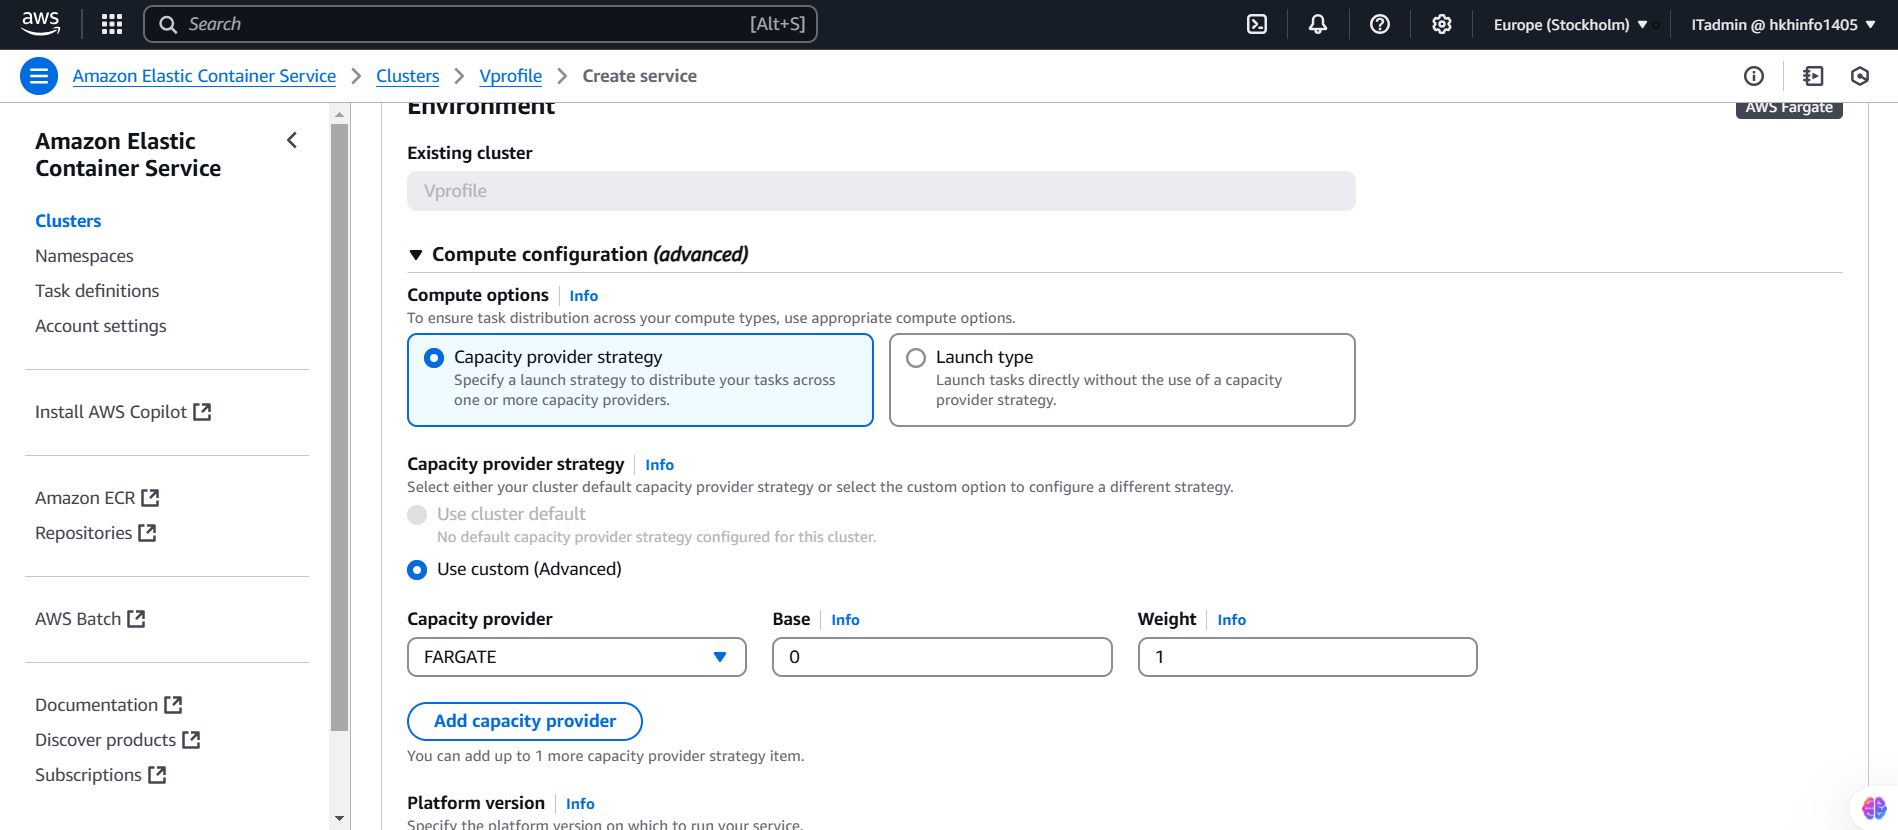 aws
Search
[Alt+S]
Europe (Stockholm)
ITadmin @ hkhinfo1405
Amazon Elastic Container Service
Clusters
Vprofile
Create service
Amazon Elastic
Container Service
Clusters
Namespaces
Task definitions
Account settings
Install AWS Copilot
Amazon ECR
Repositories
AWS Batch
Documentation
Discover products
Subscriptions
Environment
AWS Fargate
Existing cluster
Vprofile
Compute configuration (advanced)
Compute options
Info
To ensure task distribution across your compute types, use appropriate compute options.
Capacity provider strategy
Specify a launch strategy to distribute your tasks across
one or more capacity providers.
Launch type
Launch tasks directly without the use of a capacity
provider strategy.
Capacity provider strategy
Info
Select either your cluster default capacity provider strategy or select the custom option to configure a different strategy.
Use cluster default
No default capacity provider strategy configured for this cluster.
Use custom (Advanced)
Capacity provider
Base
Info
Weight
Info
FARGATE
0
1
Add capacity provider
You can add up to 1 more capacity provider strategy item.
Platform version
Info
Specify the platform version on which to run your service.